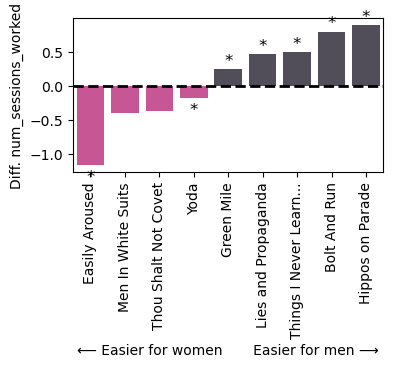 Diff. num_sessions_worked
0.5
0.0
−0.5
−1.0
*
*
*
*
*
*
*
Easily Aroused
Men In White Suits
Thou Shalt Not Covet
Yoda
Green Mile
Lies and Propaganda
Things I Never Learn...
Bolt And Run
Hippos on Parade
⟵ Easier for women
Easier for men ⟶